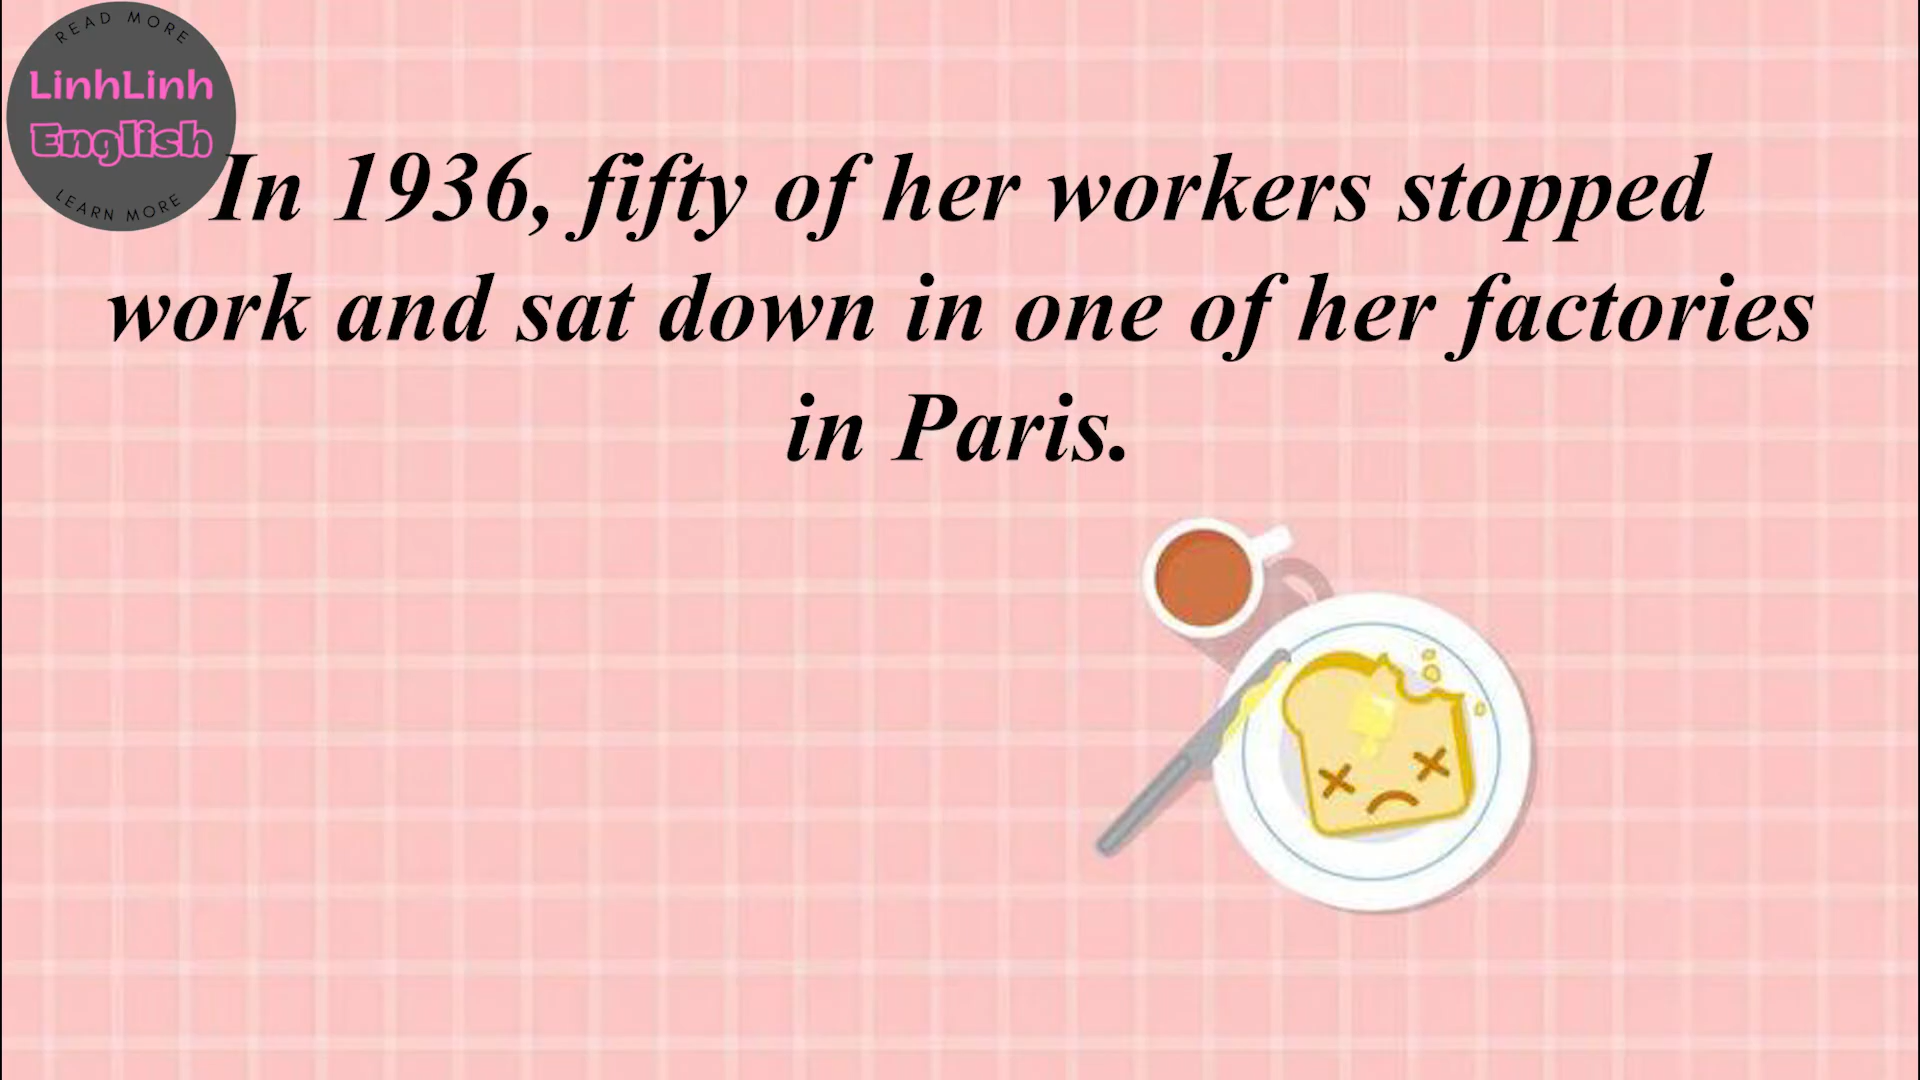 READ MORE
LinhLinh
English
LEARN MORE
In 1936, fifty of her workers stopped
work and sat down in one of her factories
in Paris.